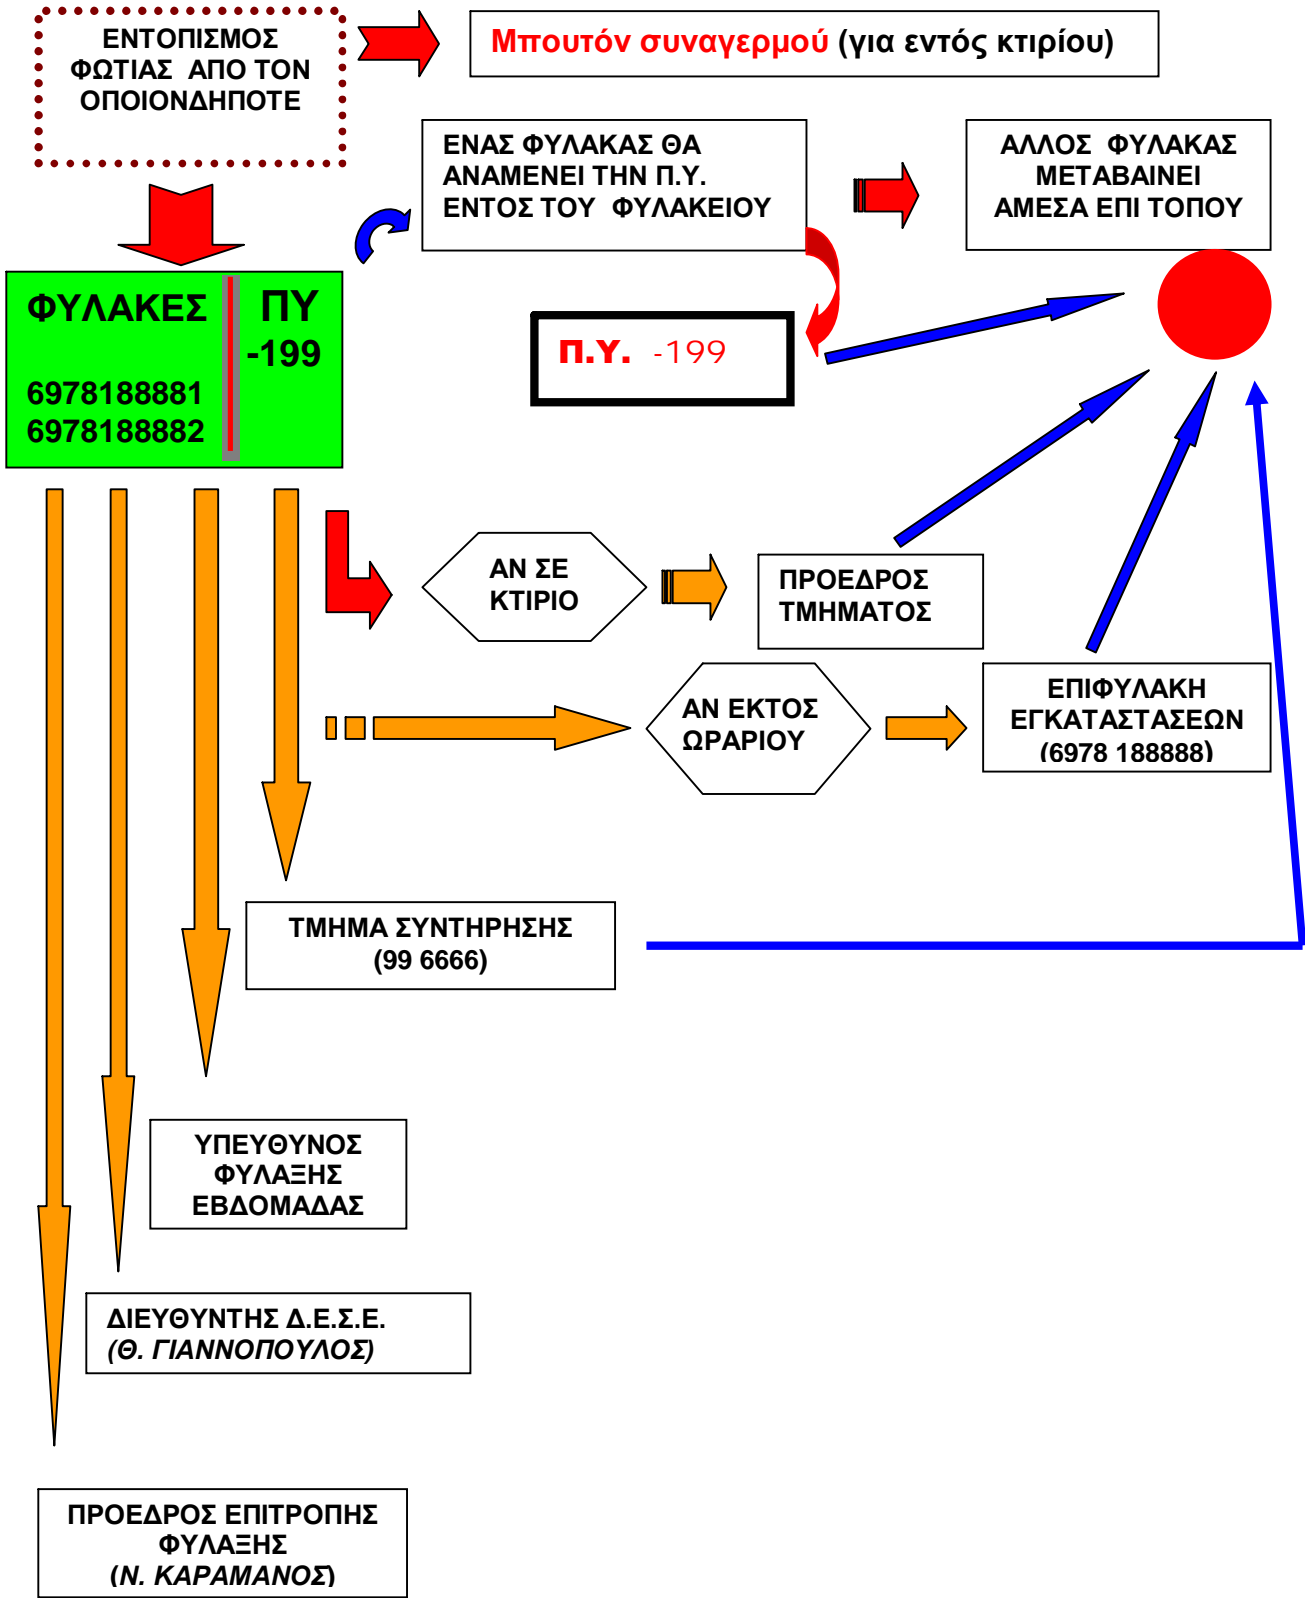 ΕΝΤΟΠΙΣΜΟΣ
ΦΩΤΙΑΣ ΑΠΟ ΤΟΝ
ΟΠΟΙΟΝΔΗΠΟΤΕ
Μπουτόν συναγερμού (για εντός κτιρίου)
ΕΝΑΣ ΦΥΛΑΚΑΣ ΘΑ
ΑΝΑΜΕΝΕΙ ΤΗΝ Π.Υ.
ΕΝΤΟΣ ΤΟΥ ΦΥΛΑΚΕΙΟΥ
ΑΛΛΟΣ ΦΥΛΑΚΑΣ
ΜΕΤΑΒΑΙΝΕΙ
ΑΜΕΣΑ ΕΠΙ ΤΟΠΟΥ
ΦΥΛΑΚΕΣ
6978188881
6978188882
ΠΥ
-199
Π.Υ. -199
ΑΝ ΣΕ
ΚΤΙΡΙΟ
ΠΡΟΕΔΡΟΣ
ΤΜΗΜΑΤΟΣ
ΑΝ ΕΚΤΟΣ
ΩΡΑΡΙΟΥ
ΕΠΙΦΥΛΑΚΗ
ΕΓΚΑΤΑΣΤΑΣΕΩΝ
(6978 188888)
ΤΜΗΜΑ ΣΥΝΤΗΡΗΣΗΣ
(99 6666)
ΥΠΕΥΘΥΝΟΣ
ΦΥΛΑΞΗΣ
ΕΒΔΟΜΑΔΑΣ
ΔΙΕΥΘΥΝΤΗΣ Δ.Ε.Σ.Ε.
(Θ. ΓΙΑΝΝΟΠΟΥΛΟΣ)
ΠΡΟΕΔΡΟΣ ΕΠΙΤΡΟΠΗΣ
ΦΥΛΑΞΗΣ
(Ν. ΚΑΡΑΜΑΝΟΣ)